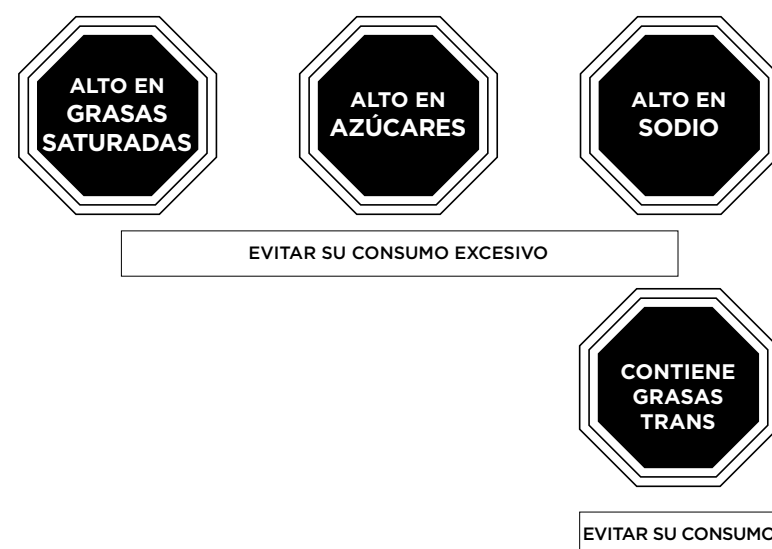 ALTO EN
GRASAS
SATURADAS
ALTO EN
AZÚCARES
ALTO EN
SODIO
EVITAR SU CONSUMO EXCESIVO
CONTIENE
GRASAS
TRANS
EVITAR SU CONSUMO